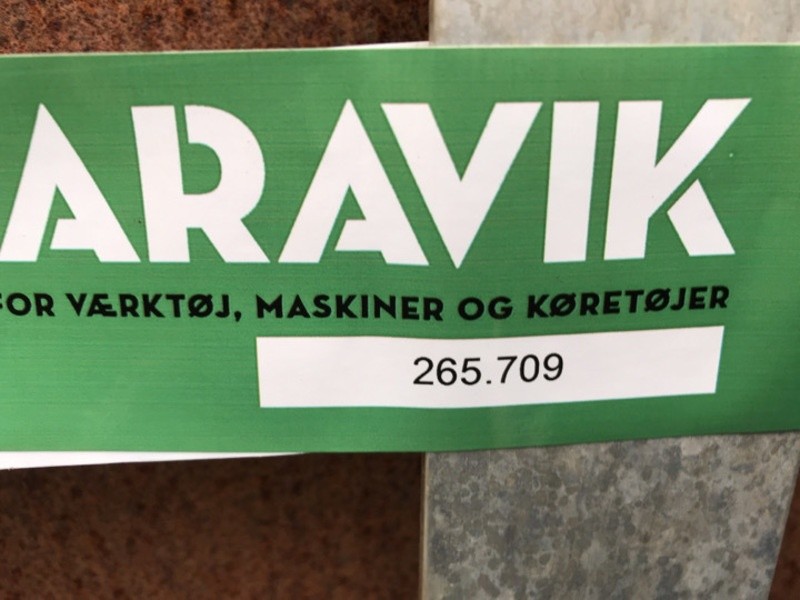 ARAVIK
FOR VÆRKTØJ, MASKINER OG KØRETØJER
265.709